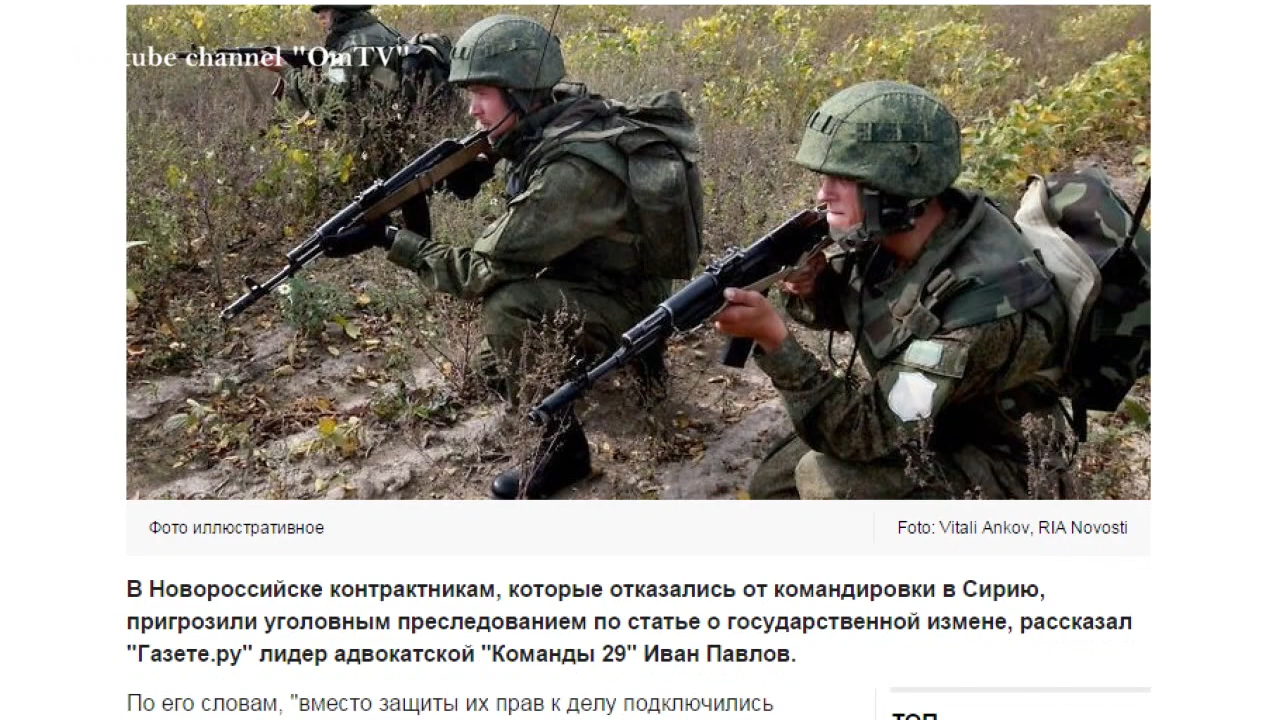 tube channel "OmTV"
Фото иллюстративное
Foto: Vitali Ankov, RIA Novosti
В Новороссийске контрактникам, которые отказались от командировки в Сирию,
пригрозили уголовным преследованием по статье о государственной измене, рассказал
"Газете.ру" лидер адвокатской "Команды 29" Иван Павлов.
По его словам, "вместо защиты их прав к делу подключились
ТОП